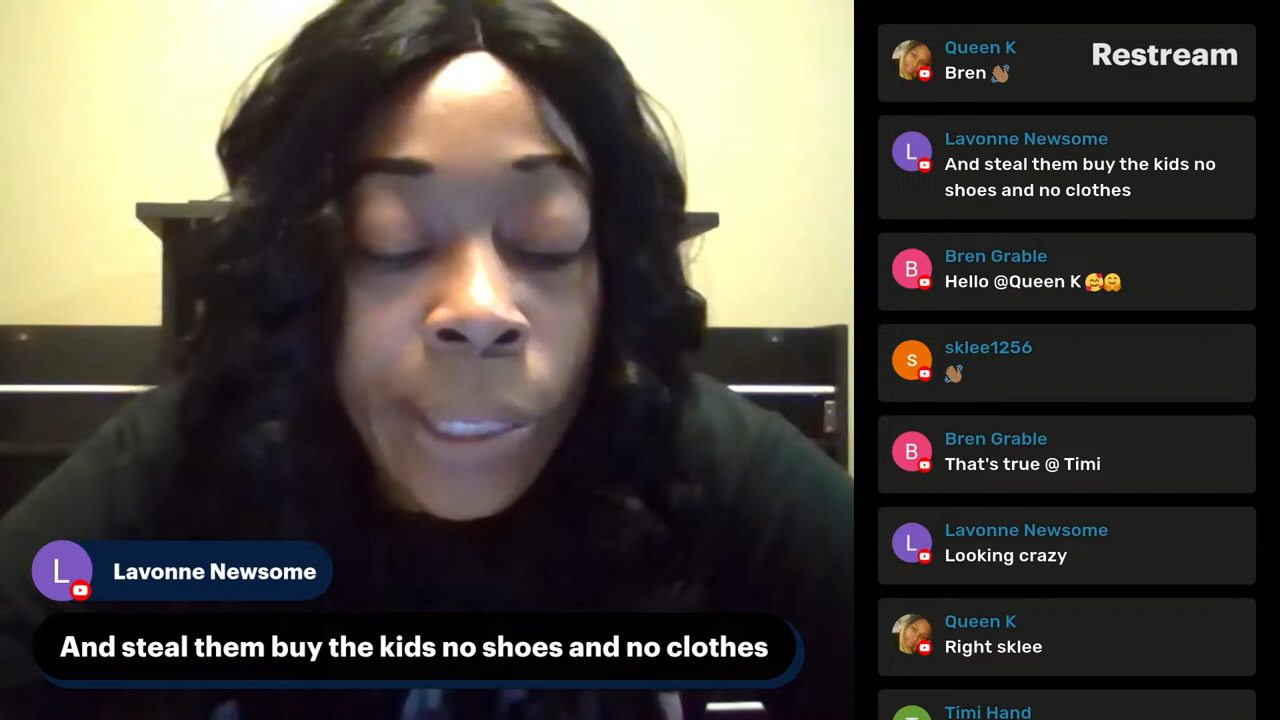 Restream
Queen K
Bren 👋🏽
L
Lavonne Newsome
And steal them buy the kids no
shoes and no clothes
B
Bren Grable
Hello @Queen K 🥰🤗
s
sklee1256
👋🏽
B
Bren Grable
That's true @ Timi
L
Lavonne Newsome
Looking crazy
Queen K
Right sklee
Timi Hand
L
Lavonne Newsome
And steal them buy the kids no shoes and no clothes